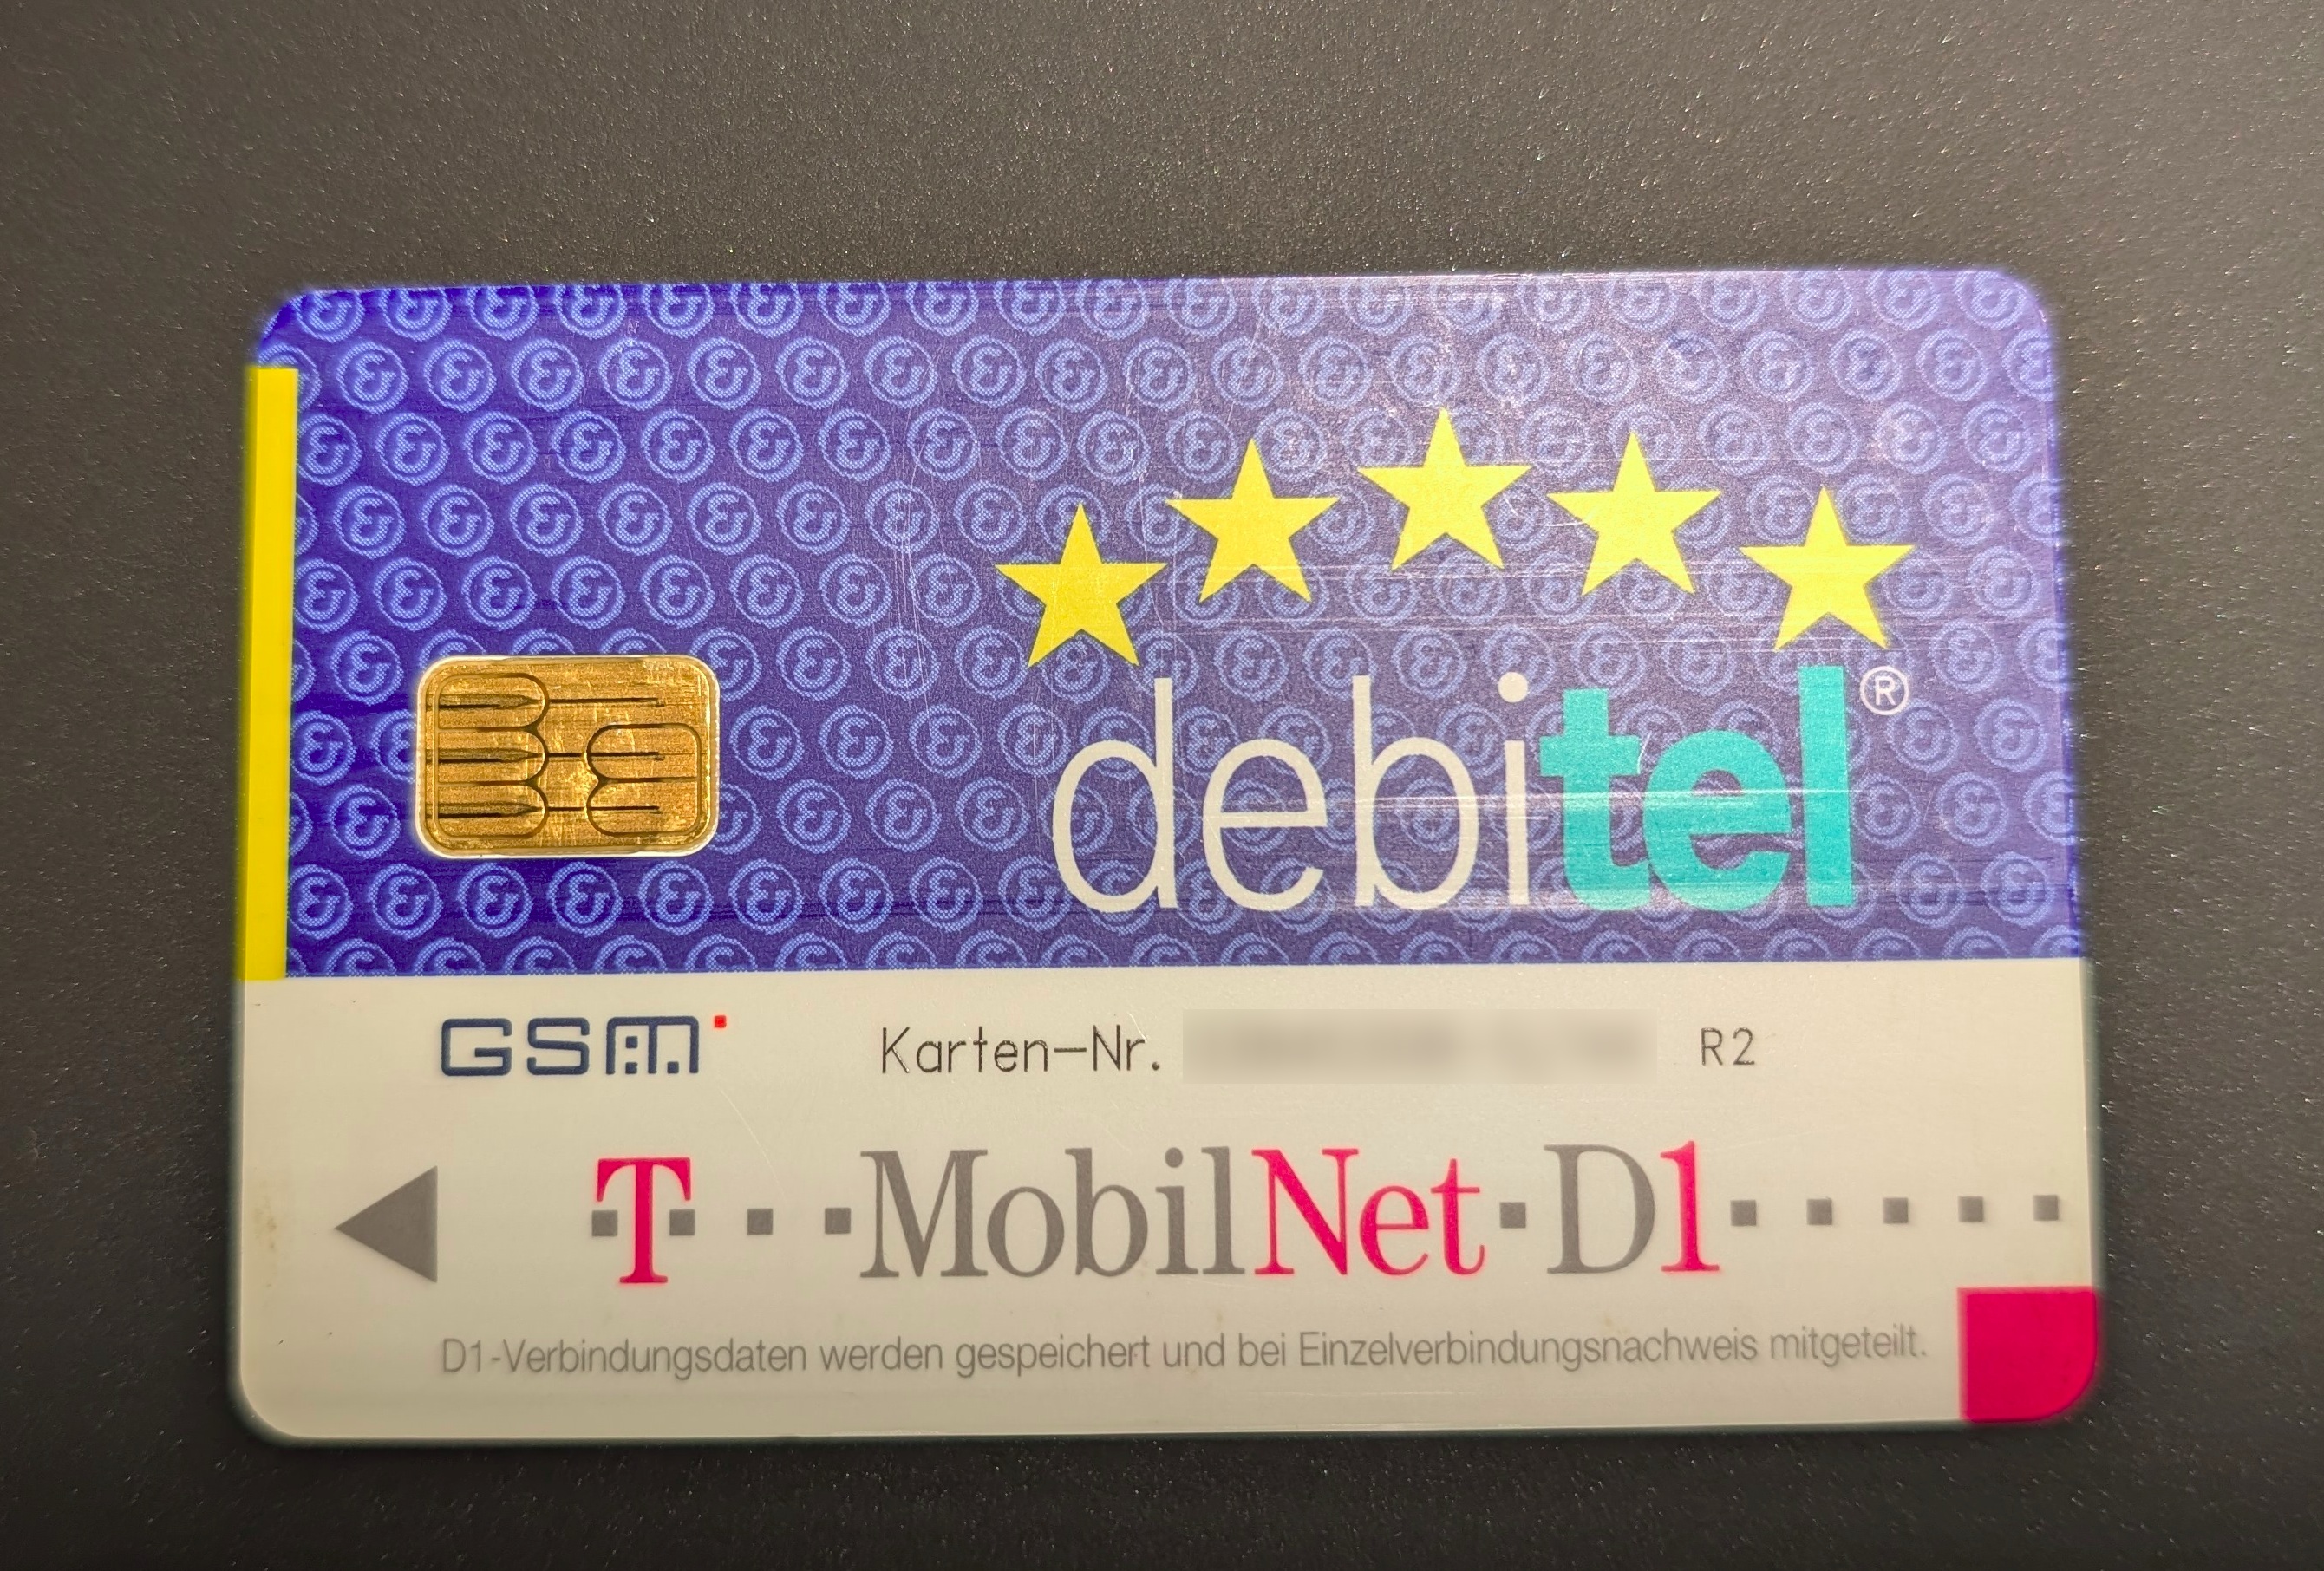 debitel®
GSM
Karten-Nr. R2
T · · · MobilNet · D1 · · · · ·
D1-Verbindungsdaten werden gespeichert und bei Einzelverbindungsnachweis mitgeteilt.